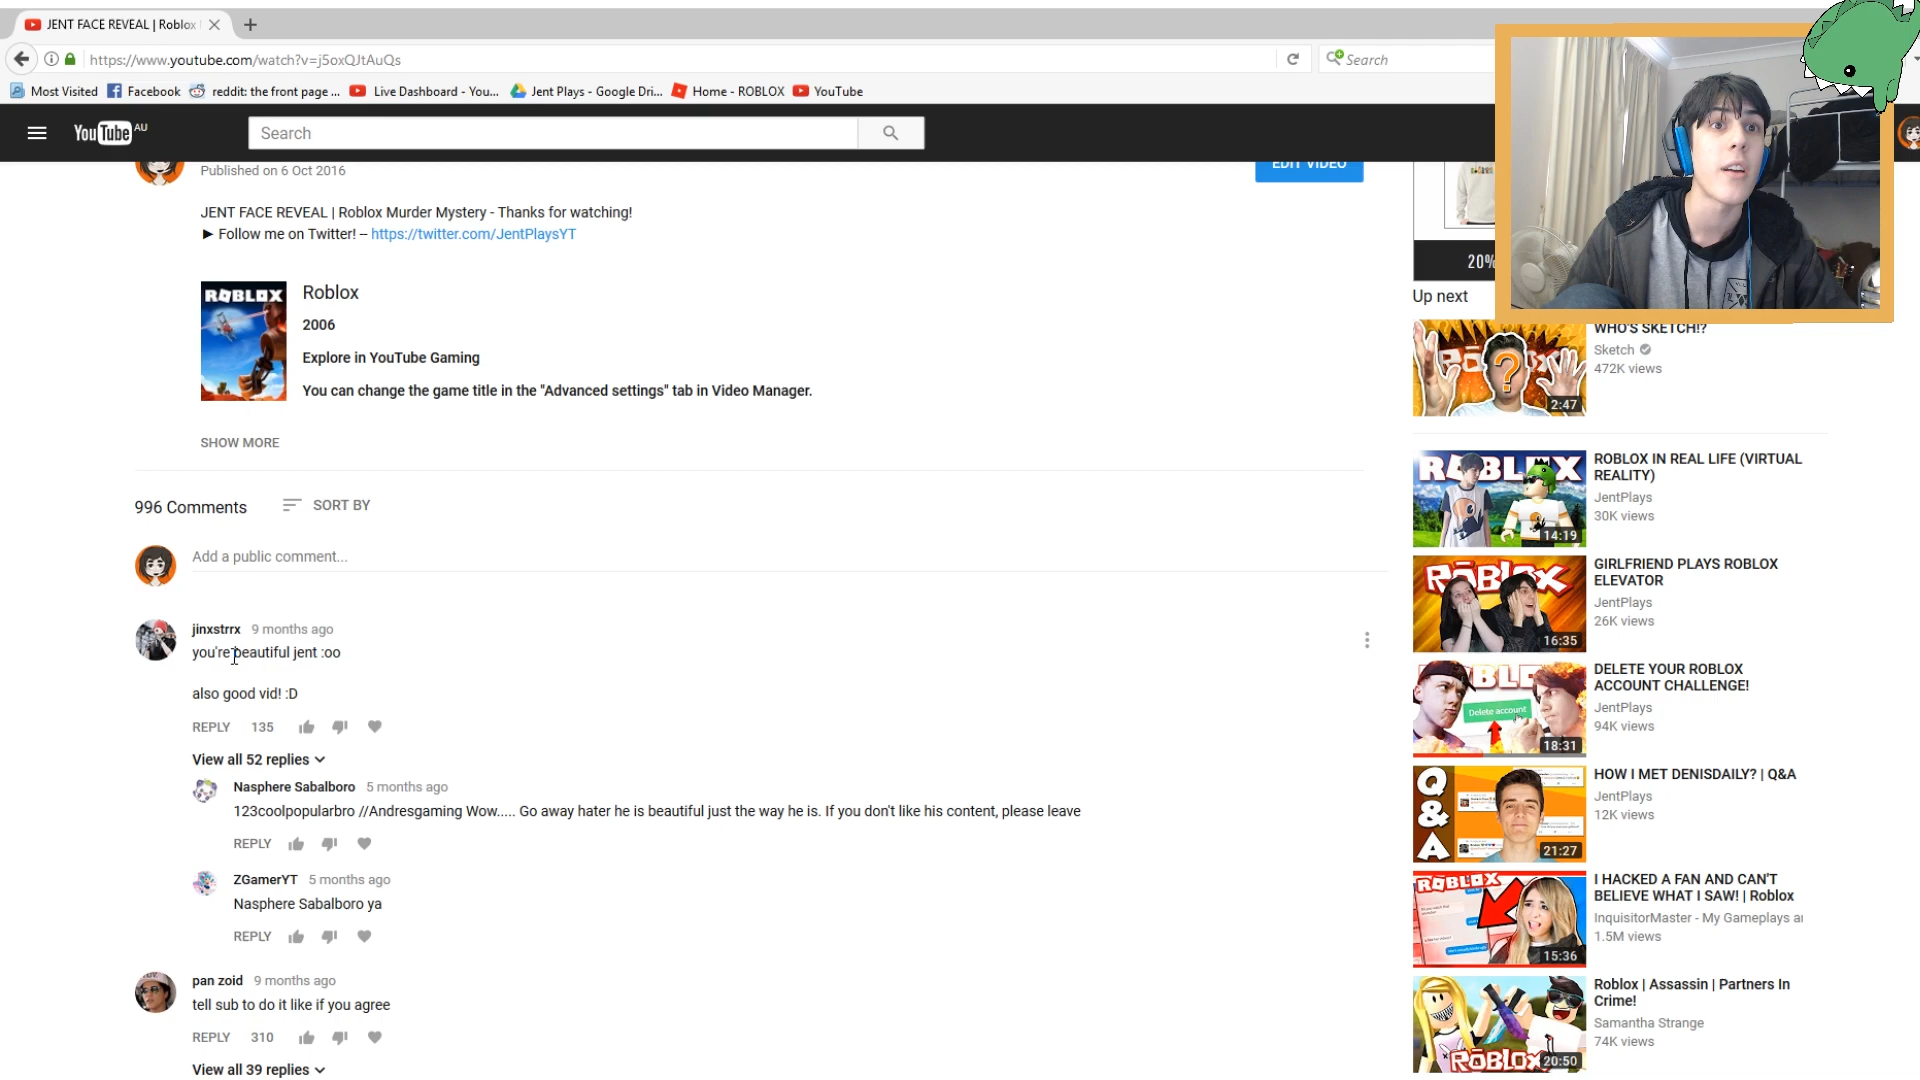 JENT FACE REVEAL | Roblox
https://www.youtube.com/watch?v=j5oxQJtAuQs
Search
Most Visited
Facebook
reddit: the front page ...
Live Dashboard - You...
Jent Plays - Google Dri...
Home - ROBLOX
YouTube
YouTube AU
Search
Published on 6 Oct 2016
EDIT VIDEO
JENT FACE REVEAL | Roblox Murder Mystery - Thanks for watching!
► Follow me on Twitter! – https://twitter.com/JentPlaysYT
ROBLOX
Roblox
2006
Explore in YouTube Gaming
You can change the game title in the "Advanced settings" tab in Video Manager.
SHOW MORE
996 Comments
SORT BY
Add a public comment...
jinxstrrx 9 months ago
you're beautiful jent :oo
also good vid! :D
REPLY 135
View all 52 replies
Nasphere Sabalboro 5 months ago
123coolpopularbro //Andresgaming Wow..... Go away hater he is beautiful just the way he is. If you don't like his content, please leave
REPLY
ZGamerYT 5 months ago
Nasphere Sabalboro ya
REPLY
pan zoid 9 months ago
tell sub to do it like if you agree
REPLY 310
View all 39 replies
20%
Up next
WHO'S SKETCH!?
Sketch
472K views
2:47
ROBLOX IN REAL LIFE (VIRTUAL
REALITY)
JentPlays
30K views
14:19
GIRLFRIEND PLAYS ROBLOX
ELEVATOR
JentPlays
26K views
16:35
DELETE YOUR ROBLOX
ACCOUNT CHALLENGE!
JentPlays
94K views
Delete account
18:31
HOW I MET DENISDAILY? | Q&A
JentPlays
12K views
Q & A
21:27
I HACKED A FAN AND CAN'T
BELIEVE WHAT I SAW! | Roblox
InquisitorMaster - My Gameplays
1.5M views
ROBLOX
15:36
Roblox | Assassin | Partners In
Crime!
Samantha Strange
74K views
ROBLOX
20:50